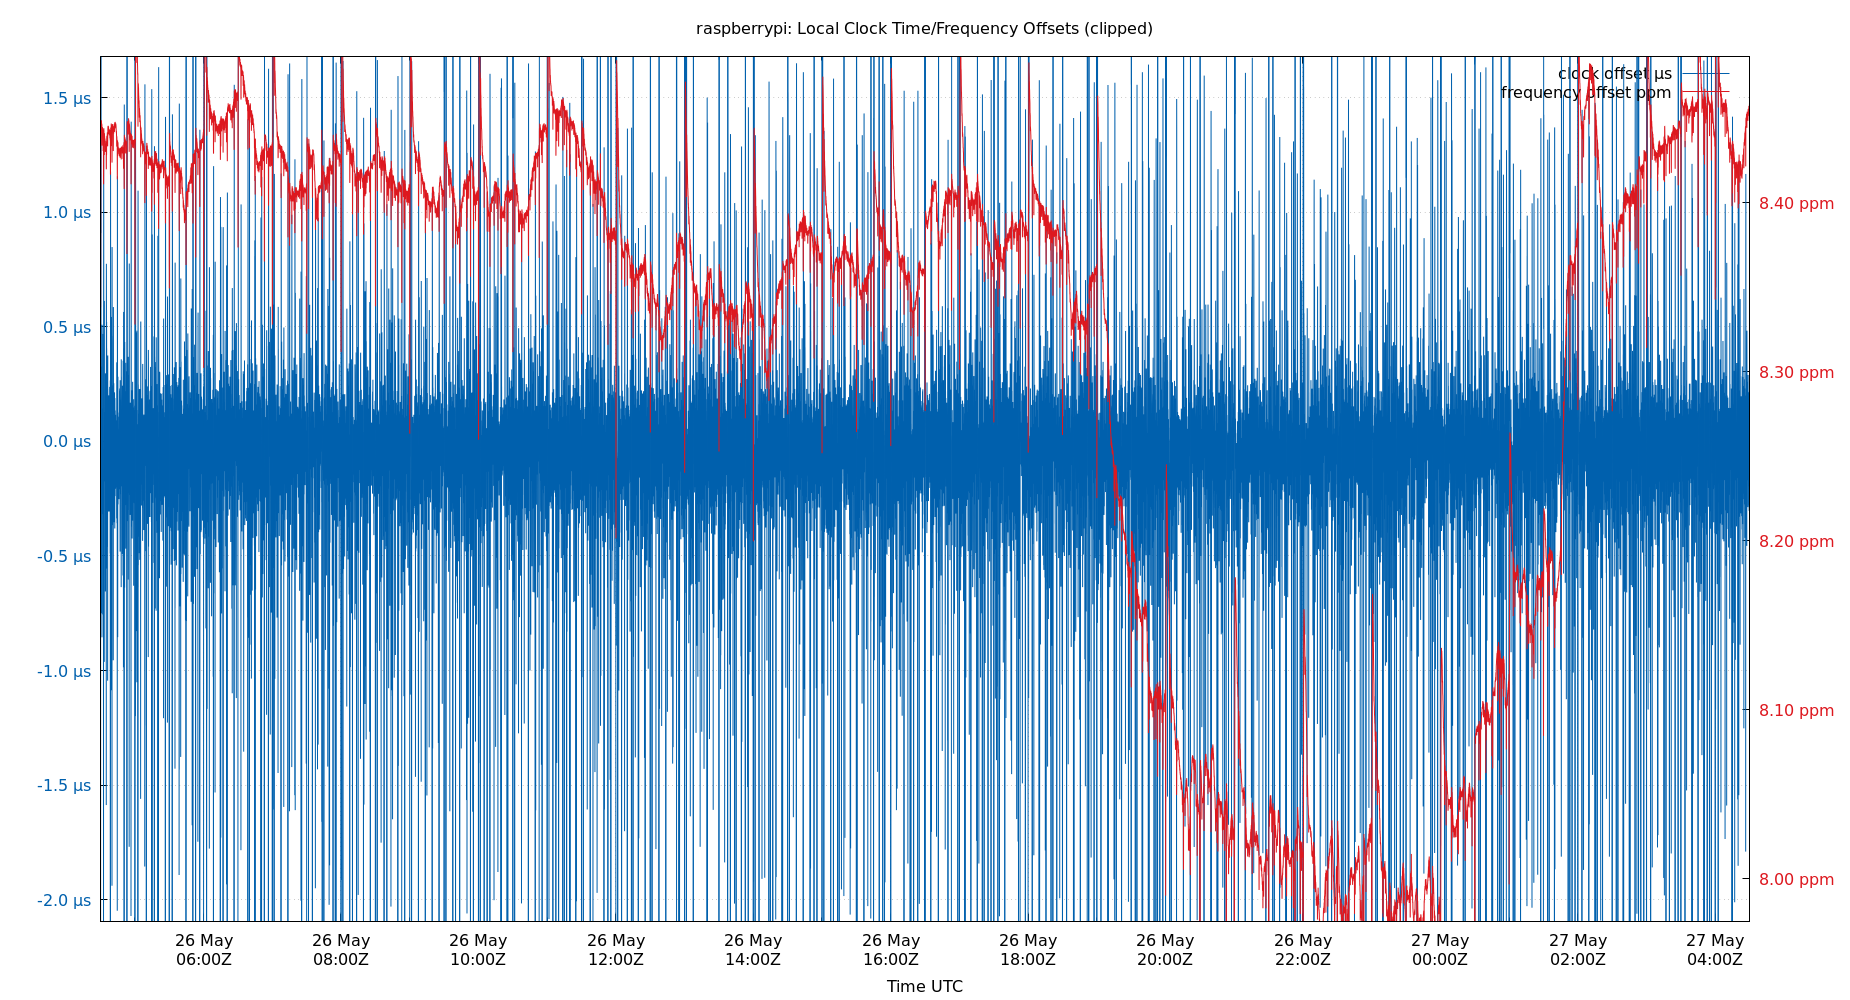 raspberrypi: Local Clock Time/Frequency Offsets (clipped)
clock offset µs
frequency offset ppm
1.5 µs
1.0 µs
0.5 µs
0.0 µs
-0.5 µs
-1.0 µs
-1.5 µs
-2.0 µs
8.40 ppm
8.30 ppm
8.20 ppm
8.10 ppm
8.00 ppm
26 May 26 May 26 May 26 May 26 May 26 May 26 May 26 May 26 May 27 May 27 May 27 May
06:00Z 08:00Z 10:00Z 12:00Z 14:00Z 16:00Z 18:00Z 20:00Z 22:00Z 00:00Z 02:00Z 04:00Z
Time UTC